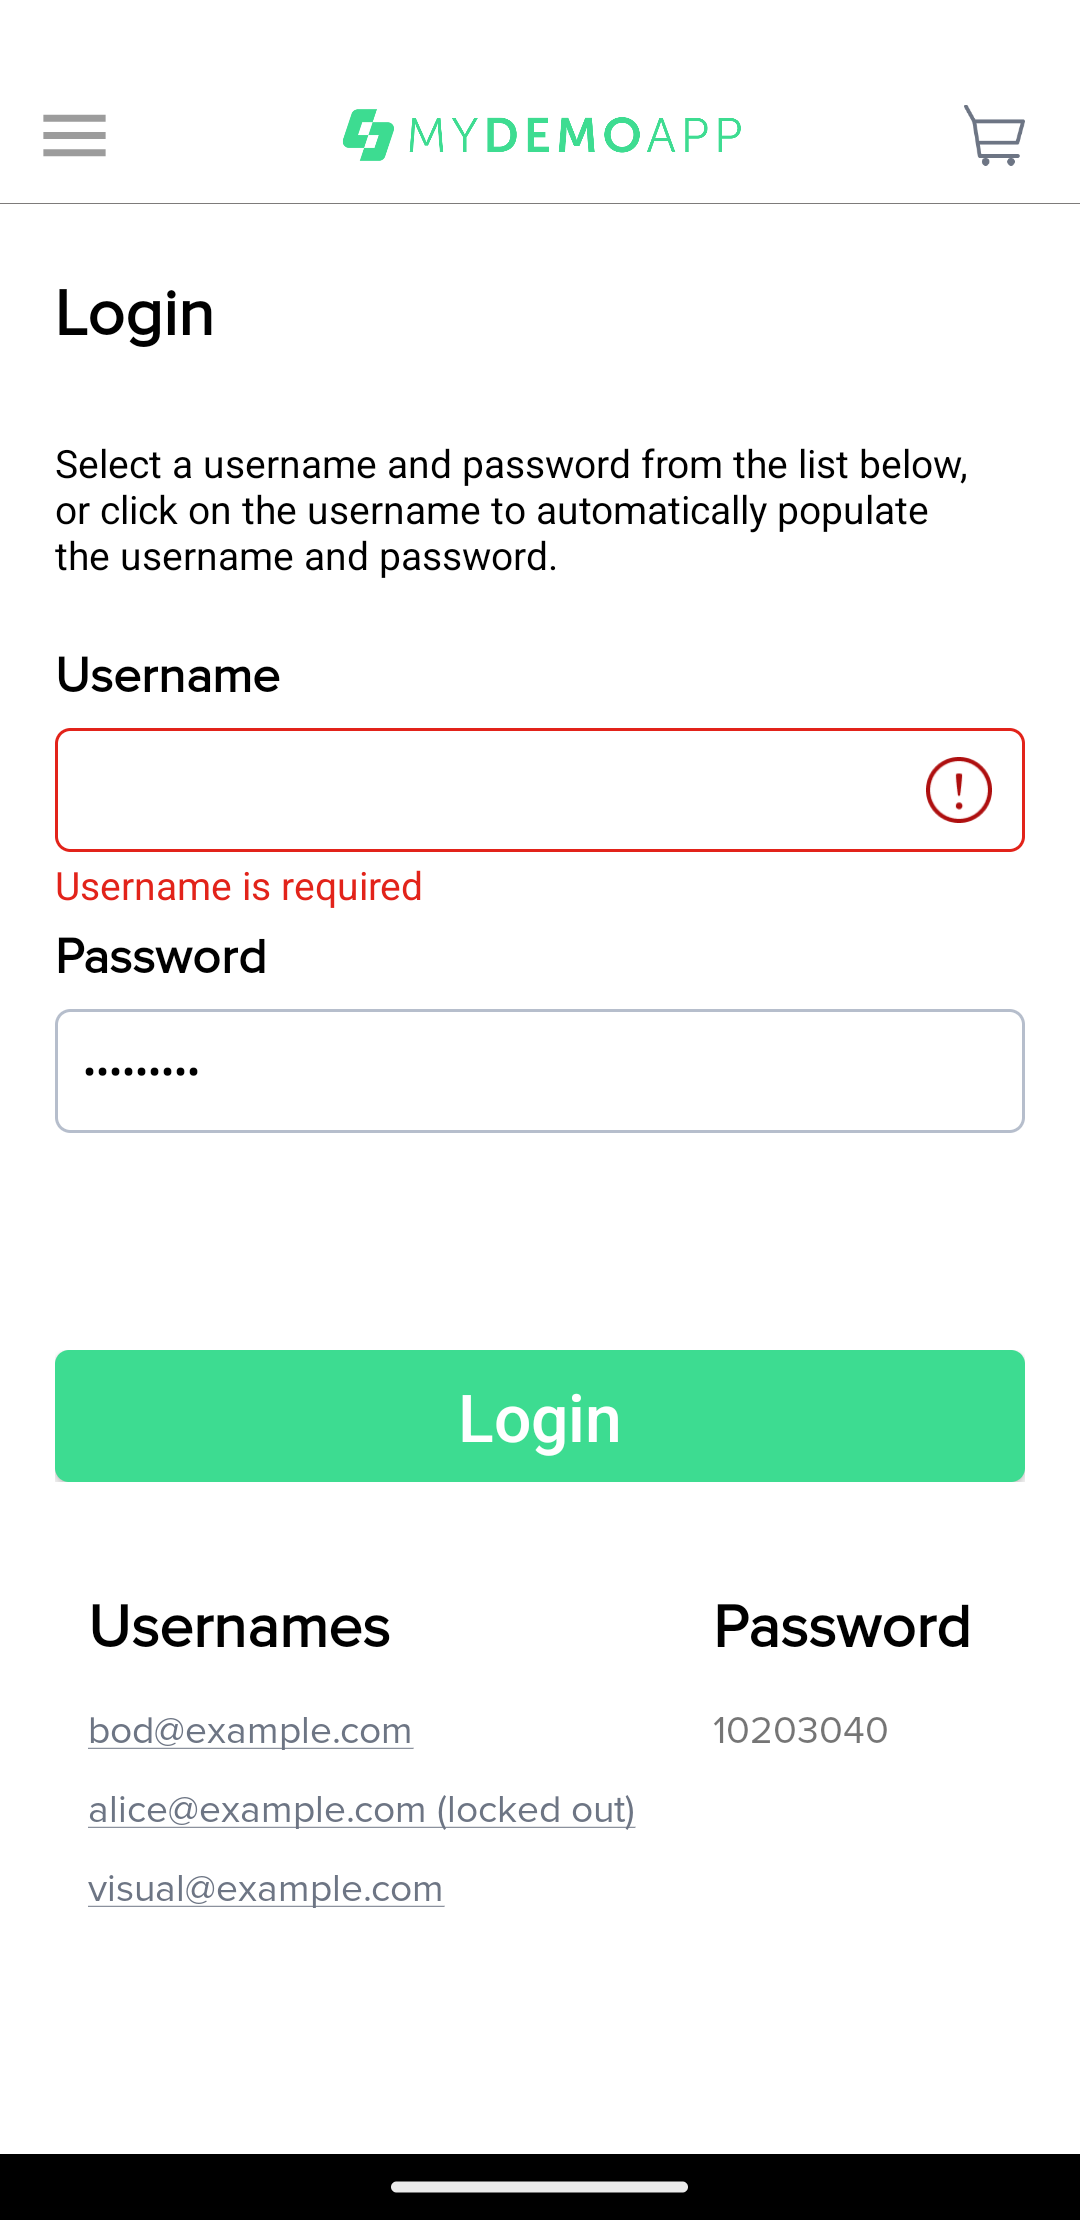 MYDEMOAPP
Login
Select a username and password from the list below,
or click on the username to automatically populate
the username and password.
Username
!
Username is required
Password
•••••••••
Login
Usernames Password
bod@example.com 10203040
alice@example.com (locked out)
visual@example.com